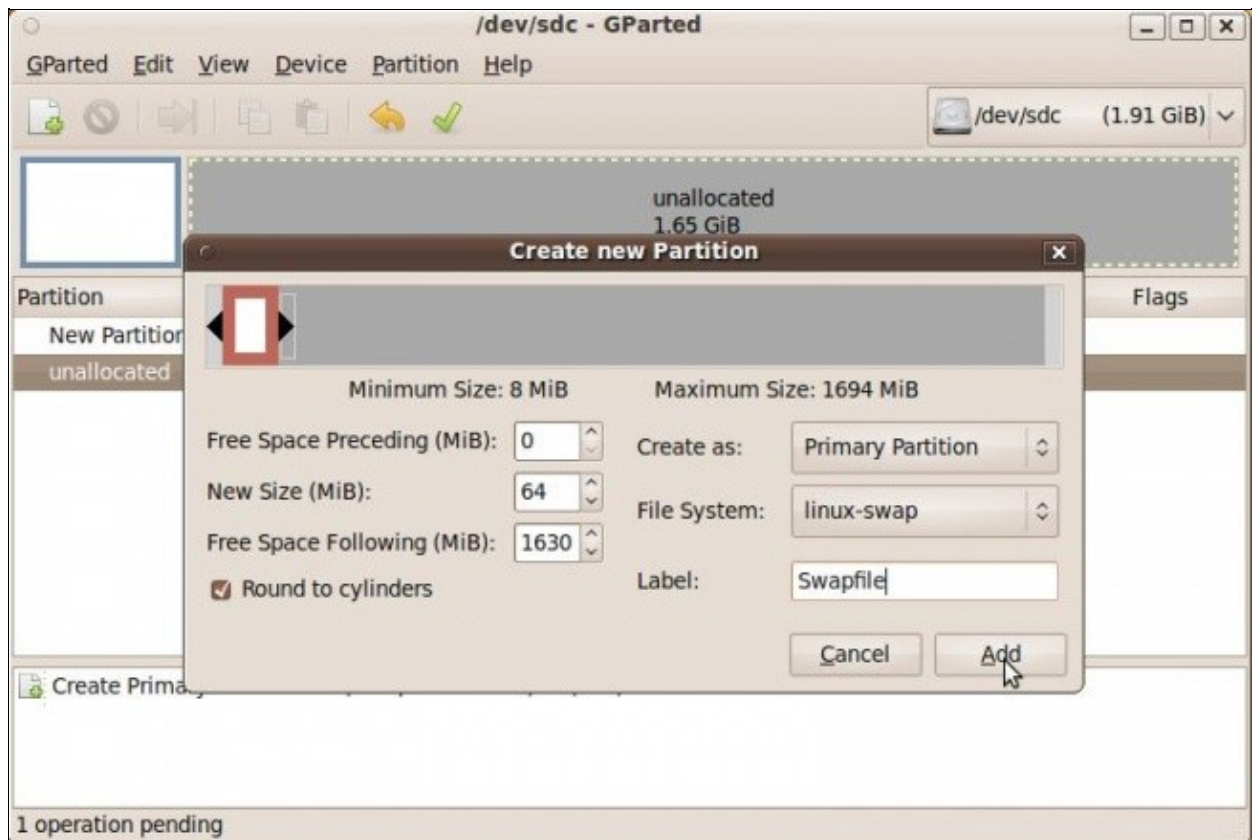 /dev/sdc - GParted
GParted Edit View Device Partition Help
/dev/sdc (1.91 GiB)
unallocated
1.65 GiB
Create new Partition
Partition
Flags
New Partition
unallocated
Minimum Size: 8 MiB Maximum Size: 1694 MiB
Free Space Preceding (MiB): 0
Create as: Primary Partition
New Size (MiB): 64
File System: linux-swap
Free Space Following (MiB): 1630
Round to cylinders
Label: Swapfile
Cancel Add
Create Prima
1 operation pending